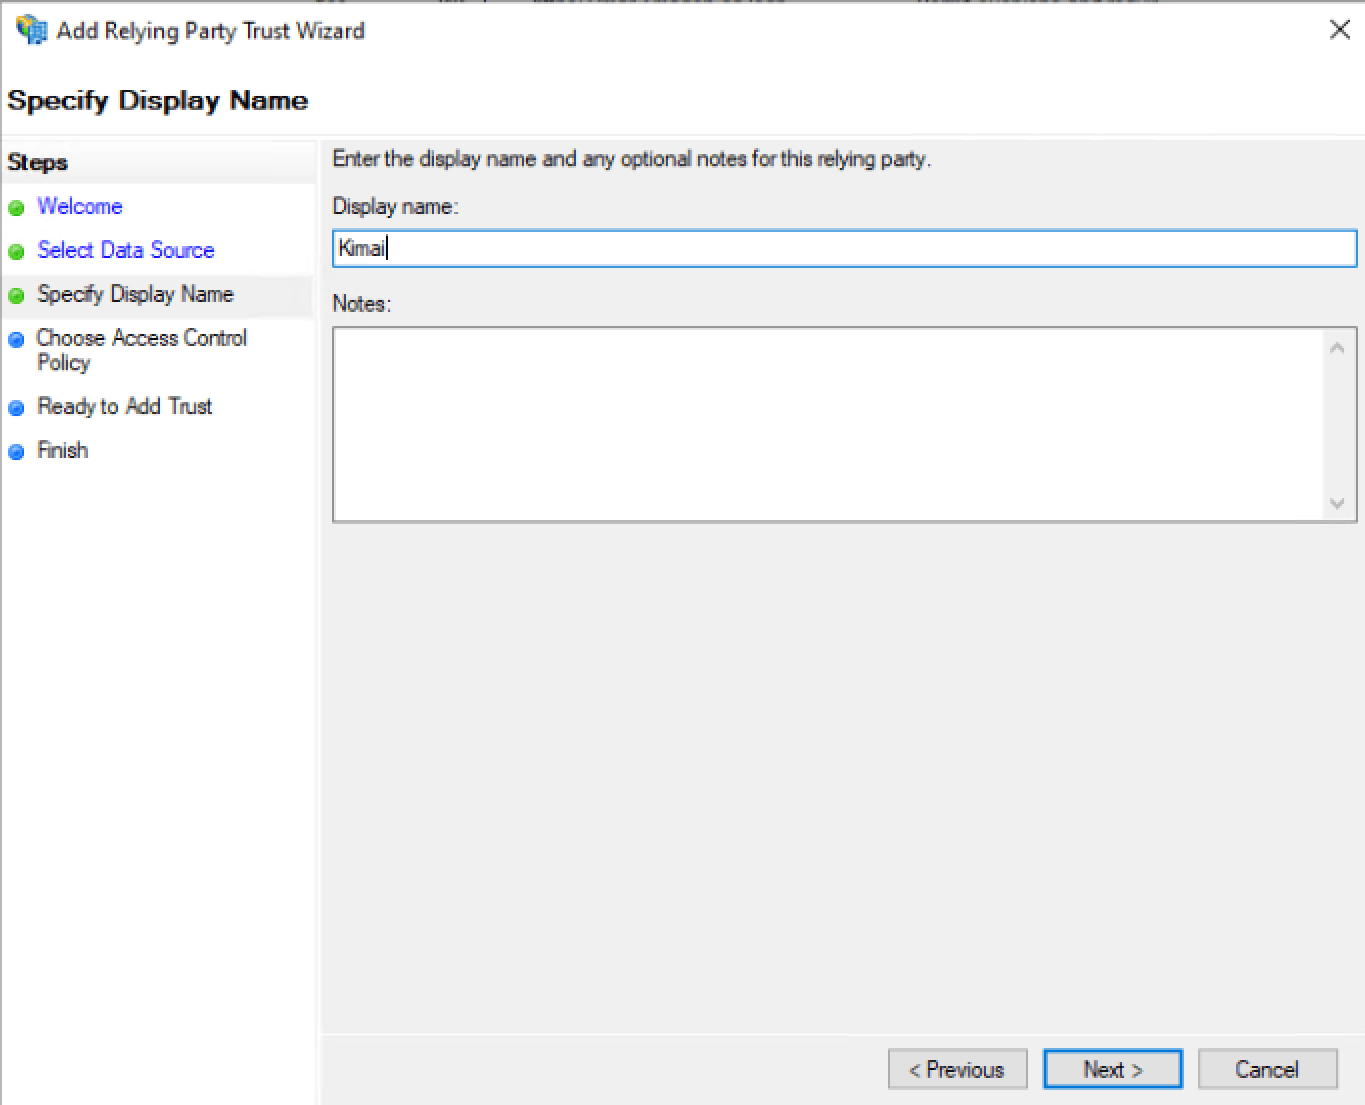 Add Relying Party Trust Wizard
Specify Display Name
Steps
Welcome
Select Data Source
Specify Display Name
Choose Access Control
Policy
Ready to Add Trust
Finish
Enter the display name and any optional notes for this relying party.
Display name:
Kimai
Notes:
< Previous
Next >
Cancel